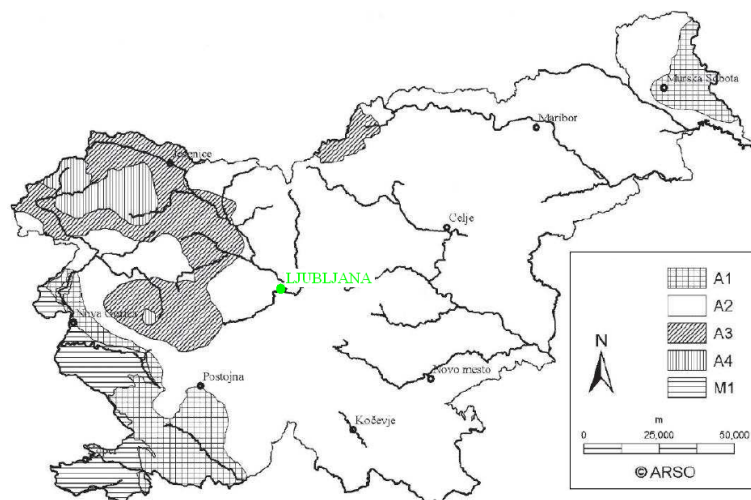 Murska Sobota
Maribor
Jesenice
Celje
LJUBLJANA
Nova Gorica
Postojna
Novo mesto
Kočevje
A1
A2
A3
A4
M1
N
m
0 25,000 50,000
© ARSO